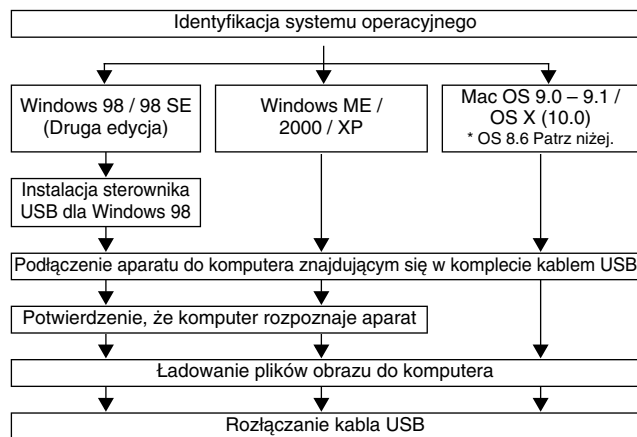 Identyfikacja systemu operacyjnego
Windows 98 / 98 SE
(Druga edycja)
Windows ME /
2000 / XP
Mac OS 9.0 – 9.1 /
OS X (10.0)
* OS 8.6 Patrz niżej.
Instalacja sterownika
USB dla Windows 98
Podłączenie aparatu do komputera znajdującym się w komplecie kablem USB
Potwierdzenie, że komputer rozpoznaje aparat
Ładowanie plików obrazu do komputera
Rozłączanie kabla USB